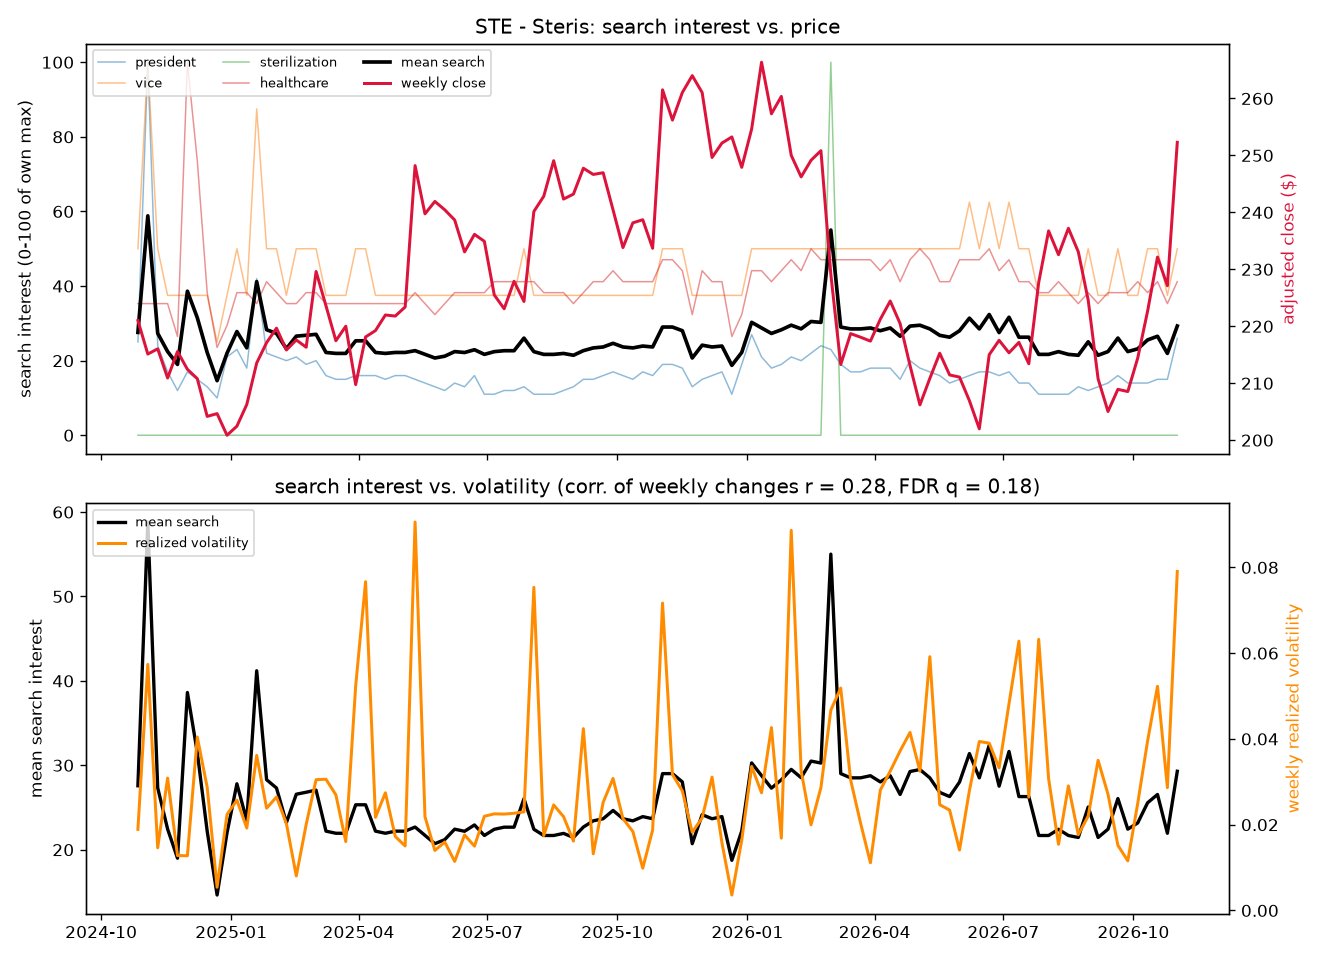 STE - Steris: search interest vs. price
president
vice
sterilization
healthcare
mean search
weekly close
search interest (0-100 of own max)
100
80
60
40
20
0
adjusted close ($)
260
250
240
230
220
210
200
search interest vs. volatility (corr. of weekly changes r = 0.28, FDR q = 0.18)
mean search
realized volatility
mean search interest
60
50
40
30
20
weekly realized volatility
0.08
0.06
0.04
0.02
0.00
2024-10
2025-01
2025-04
2025-07
2025-10
2026-01
2026-04
2026-07
2026-10